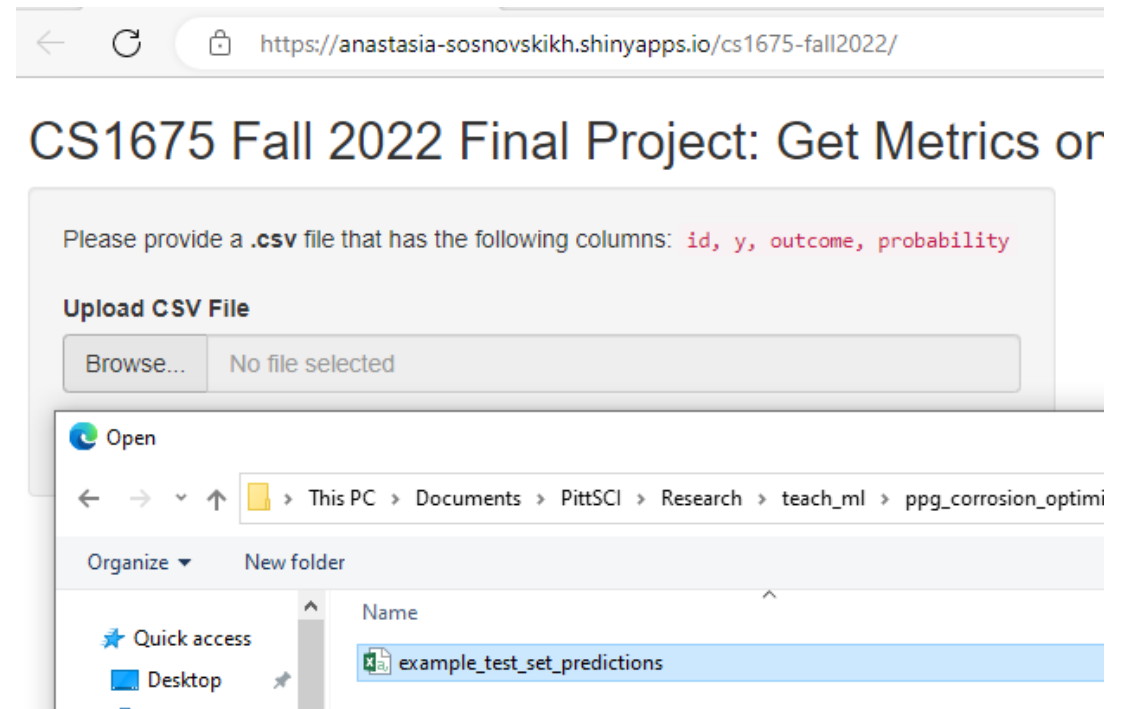 https://anastasia-sosnovskikh.shinyapps.io/cs1675-fall2022/
CS1675 Fall 2022 Final Project: Get Metrics on
Please provide a .csv file that has the following columns: id, y, outcome, probability
Upload CSV File
Browse... No file selected
Open
This PC > Documents > PittSCI > Research > teach_ml > ppg_corrosion_optimi
Organize New folder
Name
Quick access
example_test_set_predictions
Desktop